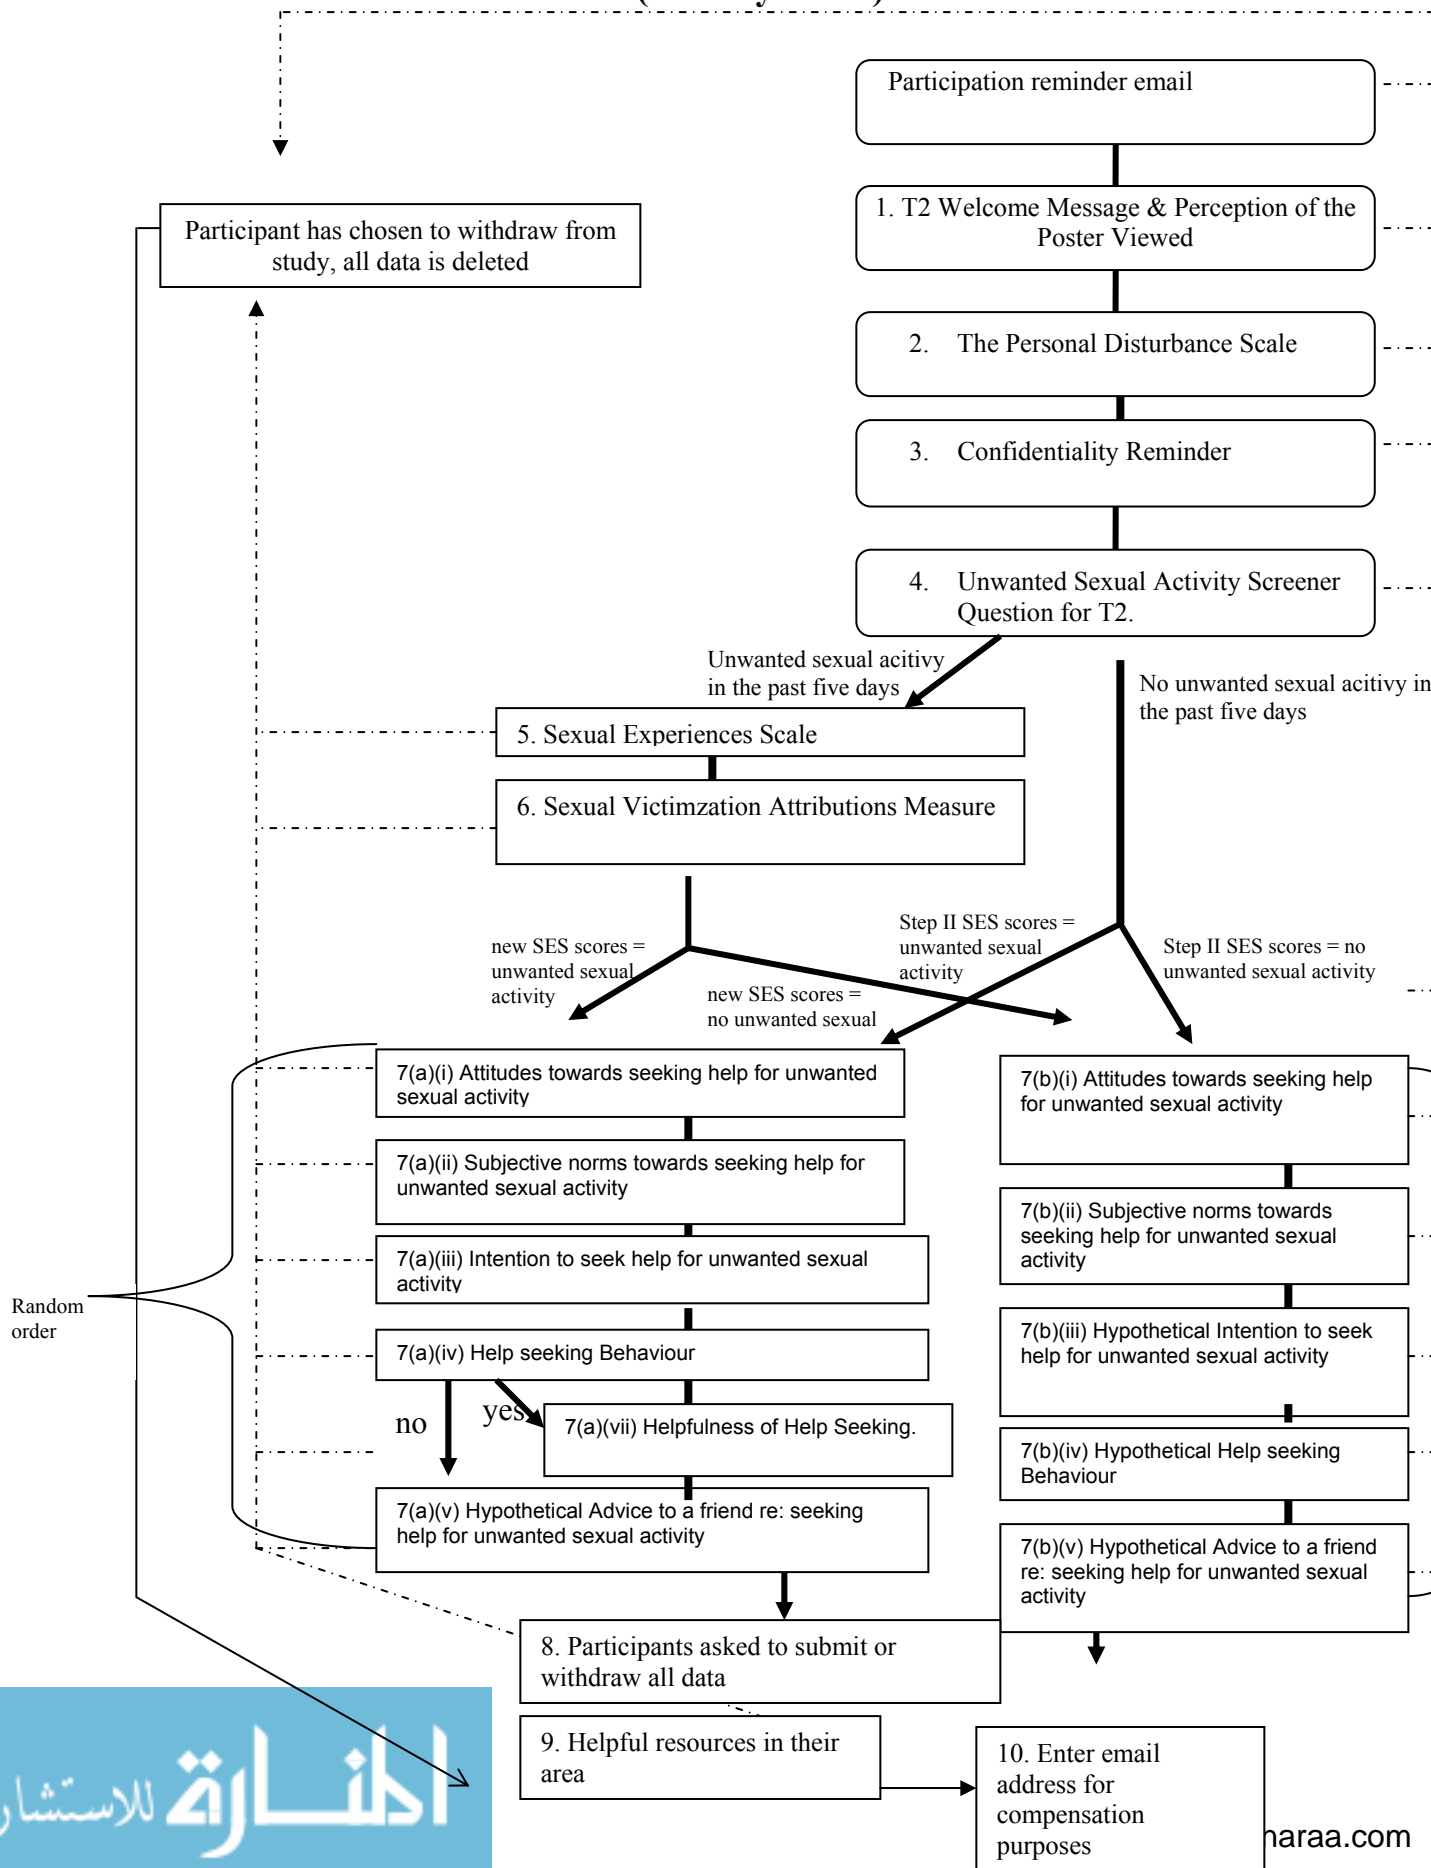 Participation reminder email
1. T2 Welcome Message & Perception of the
Poster Viewed
Participant has chosen to withdraw from
study, all data is deleted
2. The Personal Disturbance Scale
3. Confidentiality Reminder
4. Unwanted Sexual Activity Screener
Question for T2.
Unwanted sexual acitivy
in the past five days
No unwanted sexual acitivy in
the past five days
5. Sexual Experiences Scale
6. Sexual Victimzation Attributions Measure
new SES scores =
unwanted sexual
activity
new SES scores =
no unwanted sexual
Step II SES scores =
unwanted sexual
activity
Step II SES scores = no
unwanted sexual activity
7(a)(i) Attitudes towards seeking help for unwanted
sexual activity
7(a)(ii) Subjective norms towards seeking help for
unwanted sexual activity
7(a)(iii) Intention to seek help for unwanted sexual
activity
Random
order
7(a)(iv) Help seeking Behaviour
no
yes
7(a)(vii) Helpfulness of Help Seeking.
7(a)(v) Hypothetical Advice to a friend re: seeking
help for unwanted sexual activity
7(b)(i) Attitudes towards seeking help
for unwanted sexual activity
7(b)(ii) Subjective norms towards
seeking help for unwanted sexual
activity
7(b)(iii) Hypothetical Intention to seek
help for unwanted sexual activity
7(b)(iv) Hypothetical Help seeking
Behaviour
7(b)(v) Hypothetical Advice to a friend
re: seeking help for unwanted sexual
activity
8. Participants asked to submit or
withdraw all data
9. Helpful resources in their
area
10. Enter email
address for
compensation
purposes
المنارة للاستشار
naraa.com